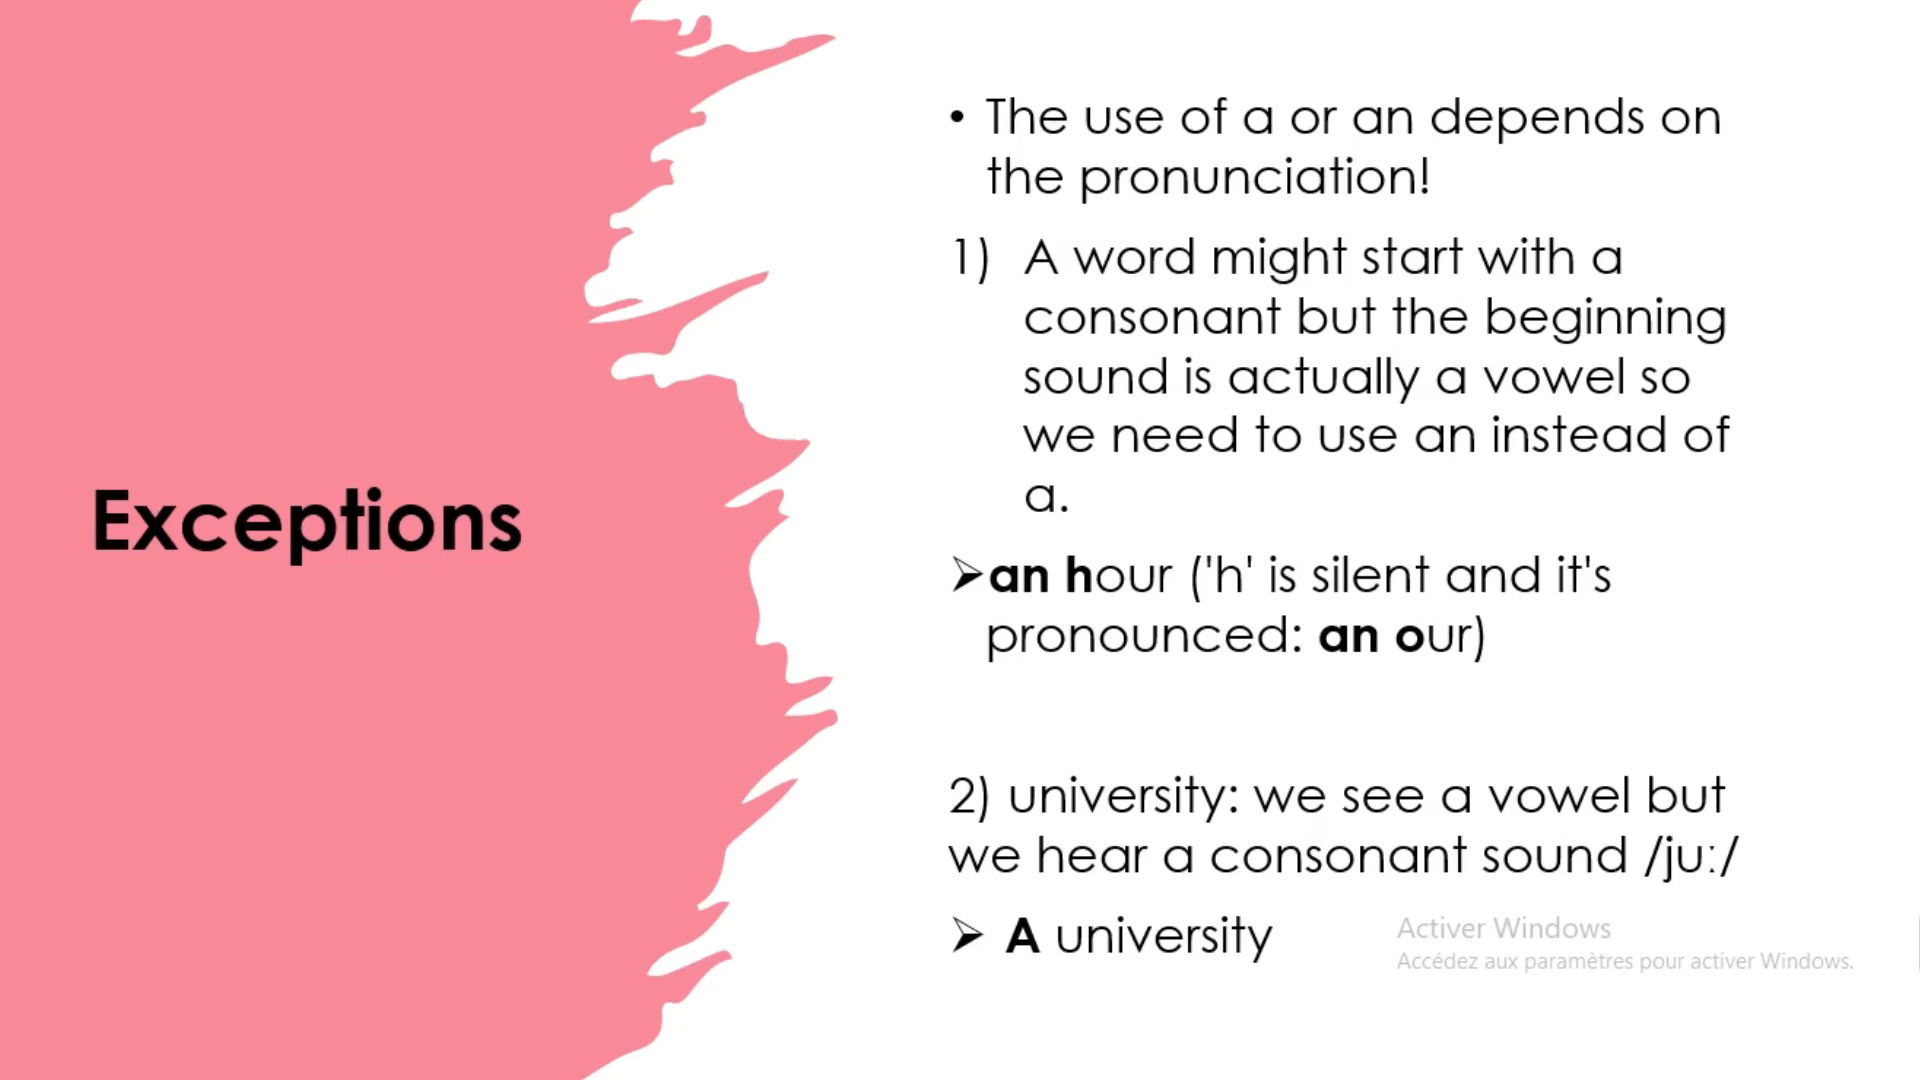 Exceptions
• The use of a or an depends on
the pronunciation!
1) A word might start with a
consonant but the beginning
sound is actually a vowel so
we need to use an instead of
a.
➢an hour ('h' is silent and it's
pronounced: an our)
2) university: we see a vowel but
we hear a consonant sound /juː/
➢ A university
Activer Windows
Accédez aux paramètres pour activer Windows.